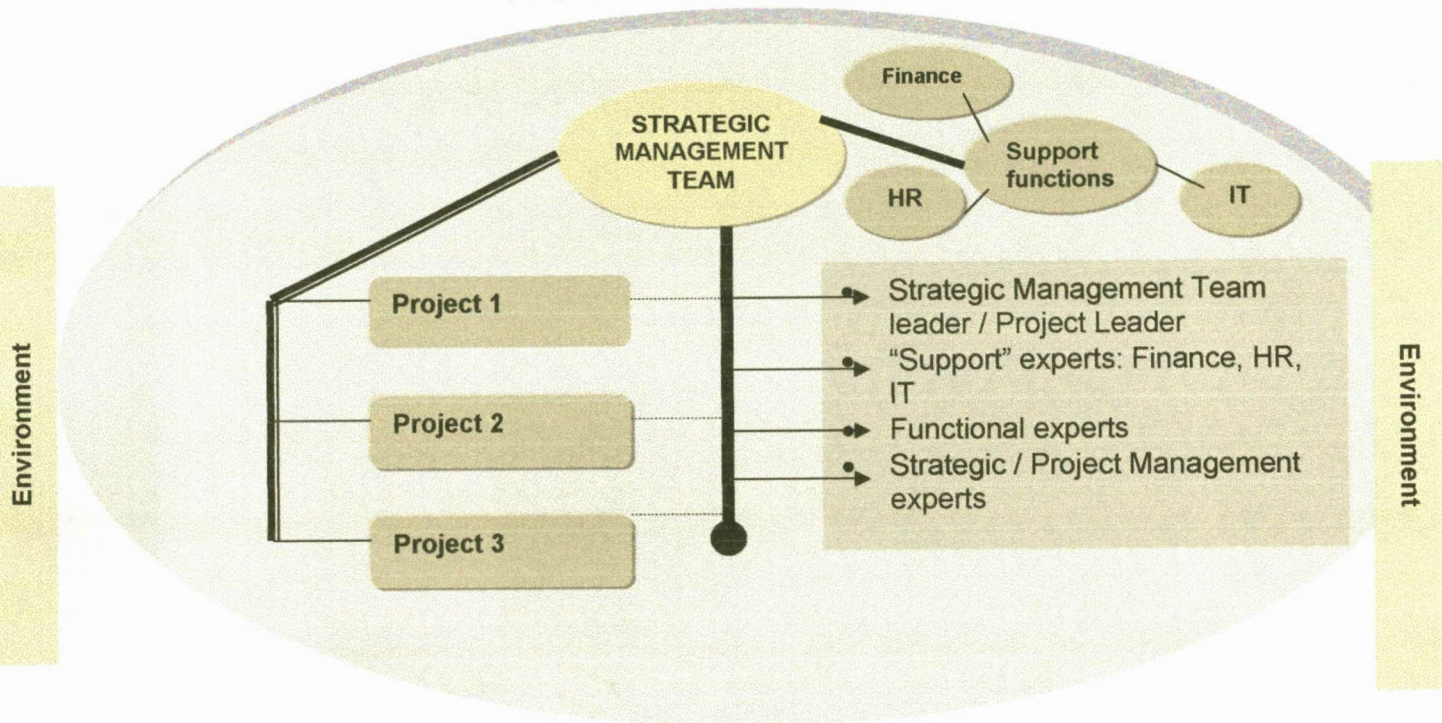 Finance
STRATEGIC
MANAGEMENT
TEAM
Support
functions
HR
IT
Environment
Project 1
Project 2
Project 3
• Strategic Management Team
leader / Project Leader
• “Support” experts: Finance, HR,
IT
• Functional experts
• Strategic / Project Management
experts
Environment